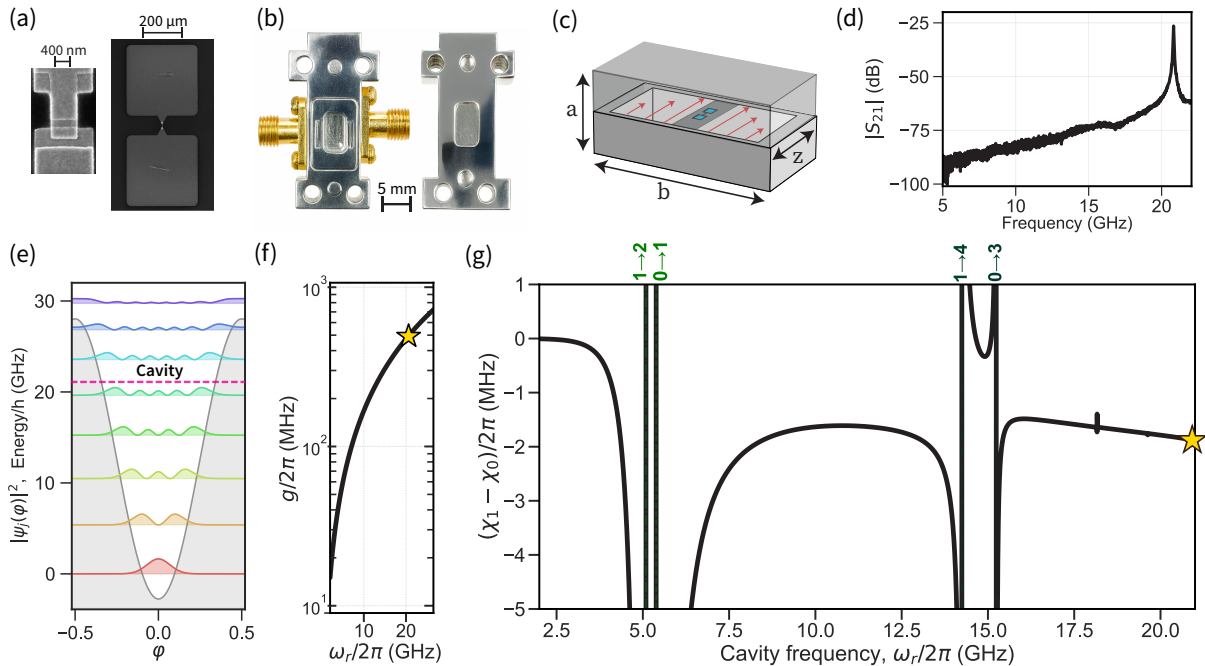 (a)
200 μm
400 nm
(b)
5 mm
(c)
a
b
z
(d)
|S21| (dB)
−25
−50
−75
−100
5
10
15
20
Frequency (GHz)
(e)
|ψj(φ)|², Energy/h (GHz)
30
20
10
0
Cavity
−0.5
0.0
0.5
φ
(f)
g/2π (MHz)
10³
10²
10¹
10
20
ωr/2π (GHz)
(g)
1→2
0→1
1→4
0→3
(χ1 − χ0)/2π (MHz)
1
0
−1
−2
−3
−4
−5
2.5
5.0
7.5
10.0
12.5
15.0
17.5
20.0
Cavity frequency, ωr/2π (GHz)